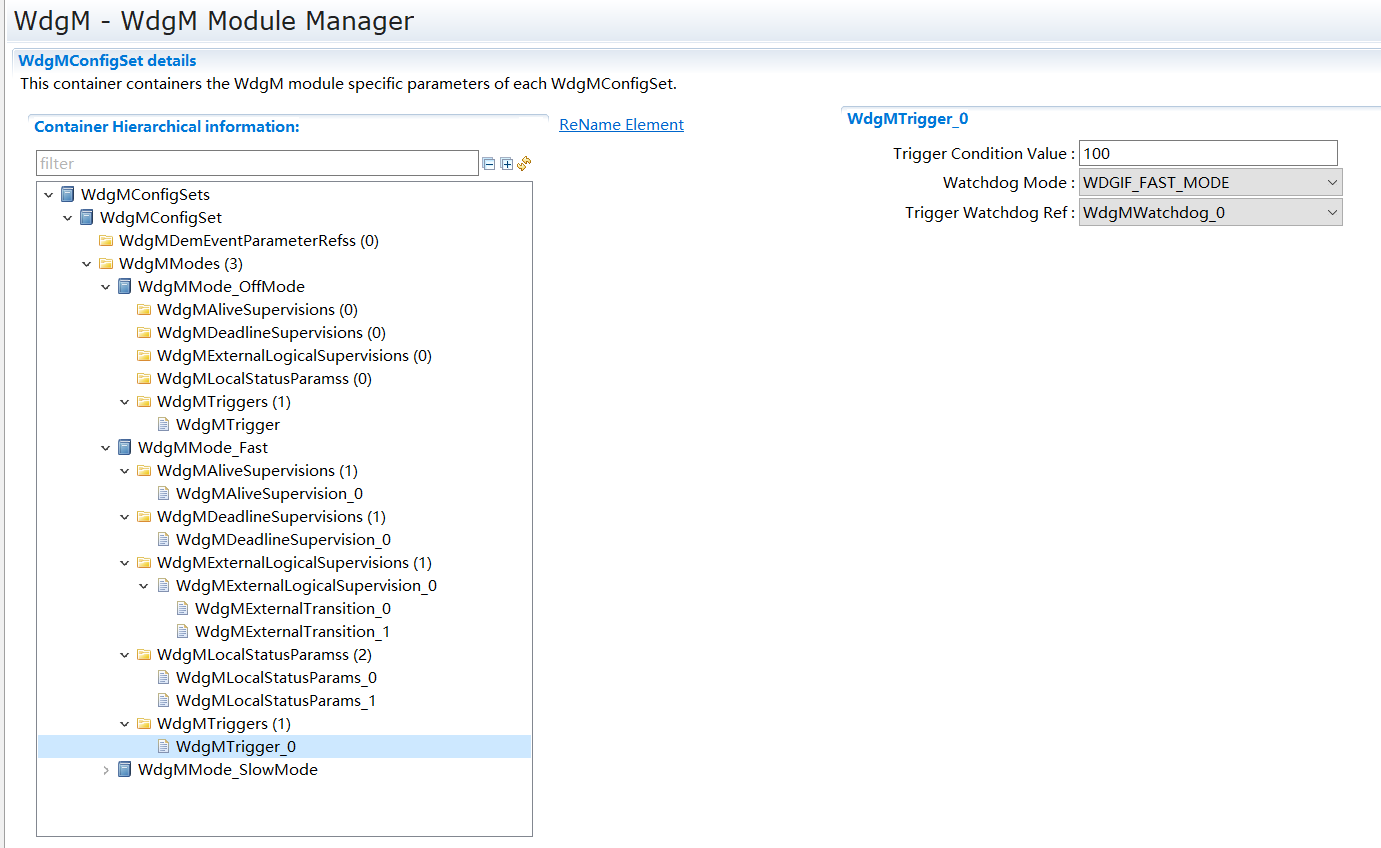 WdgM - WdgM Module Manager
WdgMConfigSet details
This container containers the WdgM module specific parameters of each WdgMConfigSet.
Container Hierarchical information:
ReName Element
filter
WdgMConfigSets
WdgMConfigSet
WdgMDemEventParameterRefss (0)
WdgMModes (3)
WdgMMode_OffMode
WdgMAliveSupervisions (0)
WdgMDeadlineSupervisions (0)
WdgMExternalLogicalSupervisions (0)
WdgMLocalStatusParamss (0)
WdgMTriggers (1)
WdgMTrigger
WdgMMode_Fast
WdgMAliveSupervisions (1)
WdgMAliveSupervision_0
WdgMDeadlineSupervisions (1)
WdgMDeadlineSupervision_0
WdgMExternalLogicalSupervisions (1)
WdgMExternalLogicalSupervision_0
WdgMExternalTransition_0
WdgMExternalTransition_1
WdgMLocalStatusParamss (2)
WdgMLocalStatusParams_0
WdgMLocalStatusParams_1
WdgMTriggers (1)
WdgMTrigger_0
WdgMMode_SlowMode
WdgMTrigger_0
Trigger Condition Value : 100
Watchdog Mode : WDGIF_FAST_MODE
Trigger Watchdog Ref : WdgMWatchdog_0